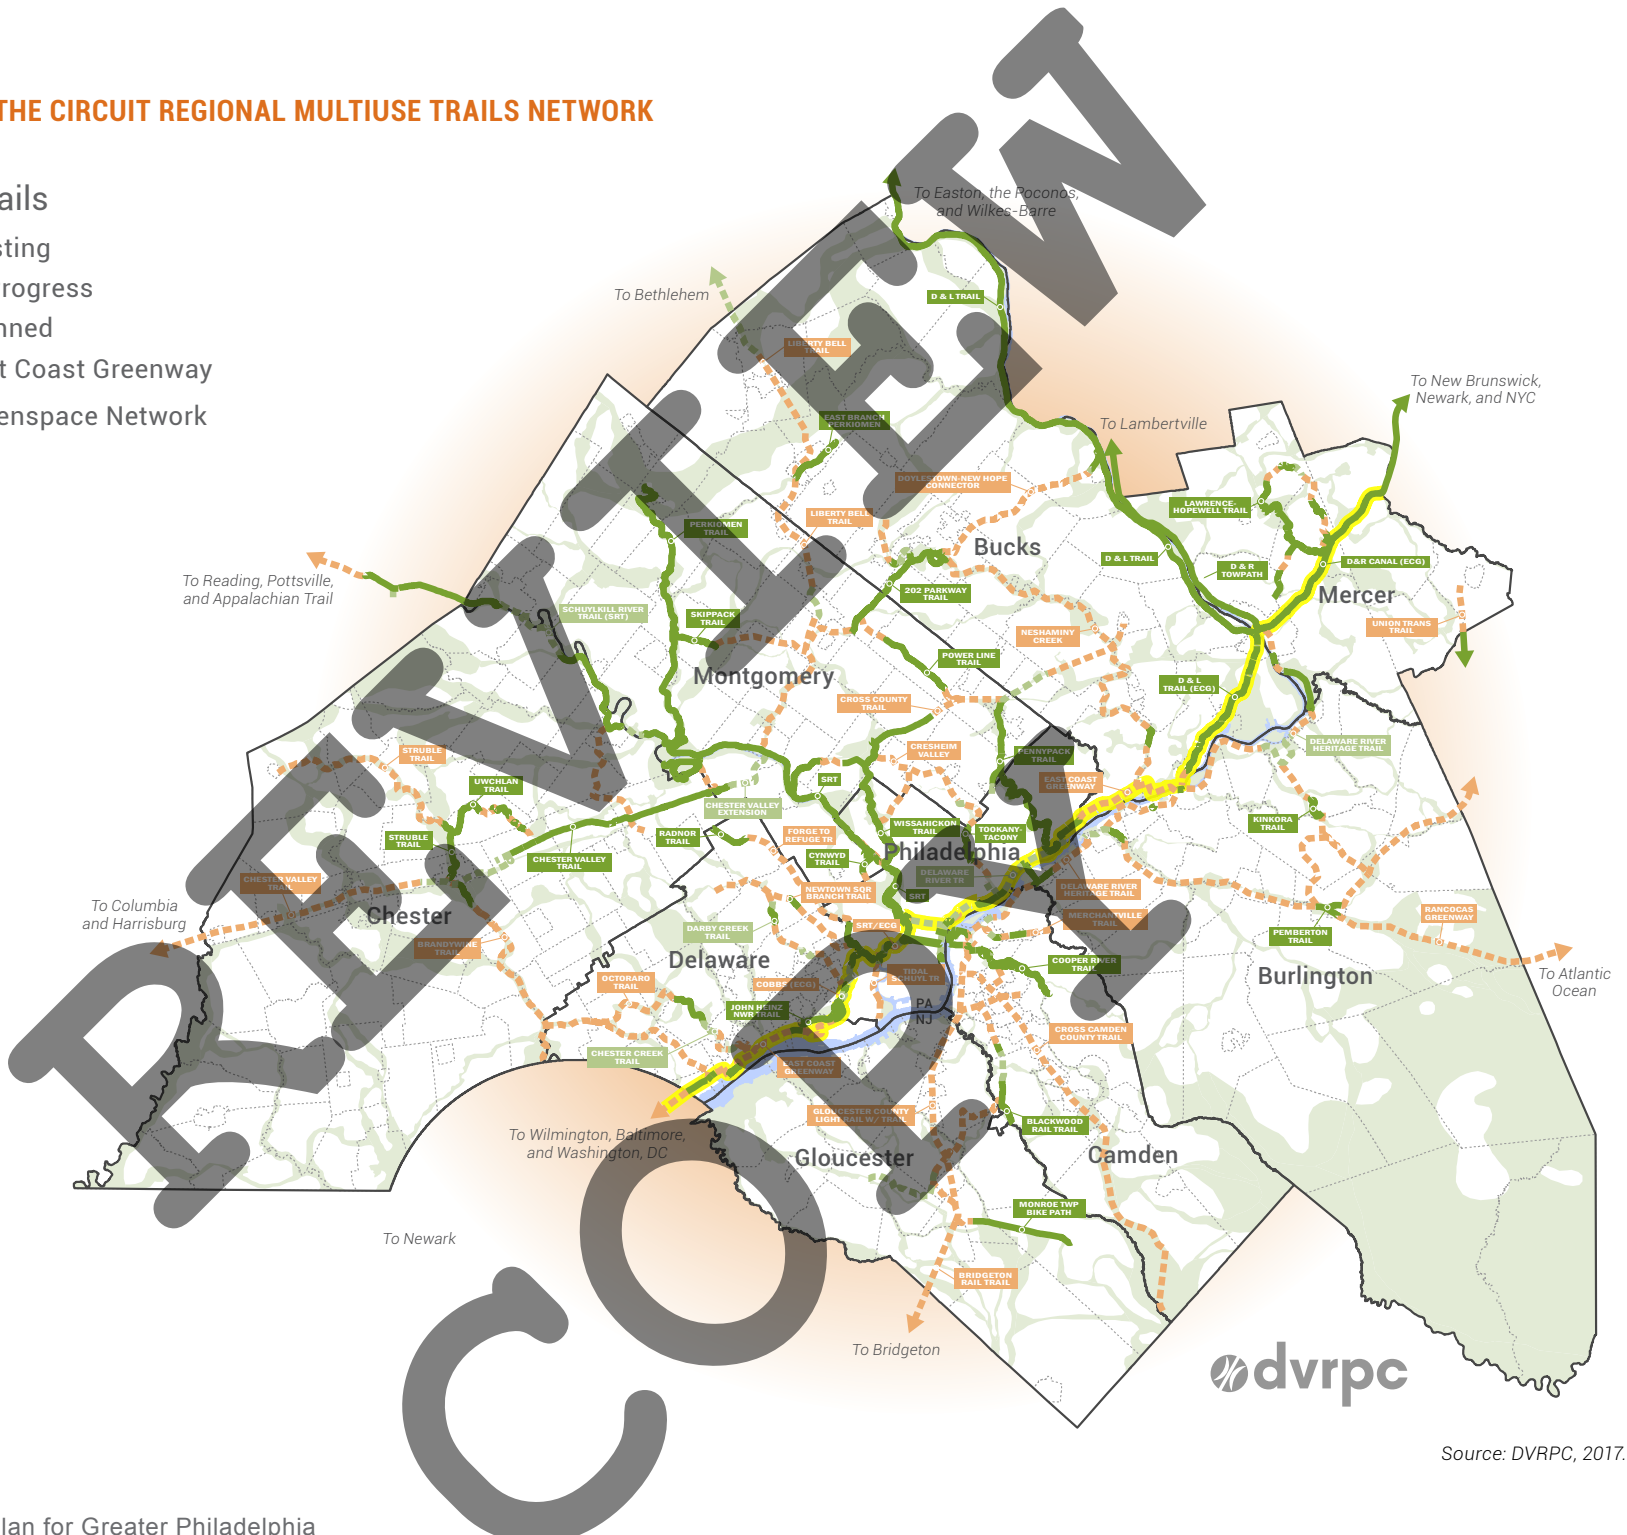 THE CIRCUIT REGIONAL MULTIUSE TRAILS NETWORK
ails
sting
rogress
nned
t Coast Greenway
enspace Network
REVIEW
COPY
To Easton, the Poconos,
and Wilkes-Barre
To Bethlehem
D & L TRAIL
LIBERTY BELL
TRAIL
To New Brunswick,
Newark, and NYC
EAST BRANCH
PERKIOMEN
To Lambertville
DOYLESTOWN-NEW HOPE
CONNECTOR
LAWRENCE-
HOPEWELL TRAIL
LIBERTY BELL
TRAIL
PERKIOMEN
TRAIL
Bucks
D & L TRAIL
D & R
TOWPATH
D&R CANAL (ECG)
To Reading, Pottsville,
and Appalachian Trail
202 PARKWAY
TRAIL
Mercer
SCHUYLKILL RIVER
TRAIL (SRT)
SKIPPACK
TRAIL
NESHAMINY
CREEK
UNION TRANS
TRAIL
POWER LINE
TRAIL
Montgomery
D & L
TRAIL (ECG)
CROSS COUNTY
TRAIL
STRUBLE
TRAIL
CRESHEIM
VALLEY
PENNYPACK
TRAIL
DELAWARE RIVER
HERITAGE TRAIL
UWCHLAN
TRAIL
SRT
EAST COAST
GREENWAY
CHESTER VALLEY
EXTENSION
KINKORA
TRAIL
STRUBLE
TRAIL
RADNOR
TRAIL
FORGE TO
REFUGE TR
WISSAHICKON
TRAIL
TOOKANY-
TACONY
CHESTER VALLEY
TRAIL
CYNWYD
TRAIL
Philadelphia
CHESTER VALLEY
TRAIL
DELAWARE
RIVER TR
To Columbia
and Harrisburg
NEWTOWN SQR
BRANCH TRAIL
SRT
DELAWARE RIVER
HERITAGE TRAIL
Chester
MERCHANTVILLE
TRAIL
RANCOCAS
GREENWAY
DARBY CREEK
TRAIL
SRT/ECG
PEMBERTON
TRAIL
BRANDYWINE
TRAIL
Delaware
COOPER RIVER
TRAIL
Burlington
To Atlantic
Ocean
OCTORARO
TRAIL
COBBS (ECG)
TIDAL
SCHUYL TR
JOHN HEINZ
NWR TRAIL
PA
NJ
CROSS CAMDEN
COUNTY TRAIL
CHESTER CREEK
TRAIL
EAST COAST
GREENWAY
GLOUCESTER COUNTY
LIGHT RAIL W/ TRAIL
BLACKWOOD
RAIL TRAIL
To Wilmington, Baltimore,
and Washington, DC
Gloucester
Camden
MONROE TWP
BIKE PATH
To Newark
BRIDGETON
RAIL TRAIL
To Bridgeton
dvrpc
Source: DVRPC, 2017.
lan for Greater Philadelphia